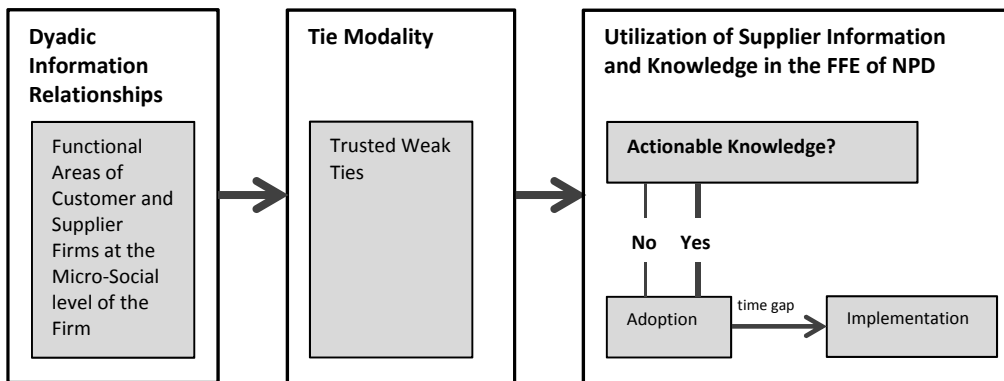 Dyadic
Information
Relationships
Functional
Areas of
Customer and
Supplier
Firms at the
Micro-Social
level of the
Firm
Tie Modality
Trusted Weak
Ties
Utilization of Supplier Information
and Knowledge in the FFE of NPD
Actionable Knowledge?
No Yes
Adoption
time gap
Implementation